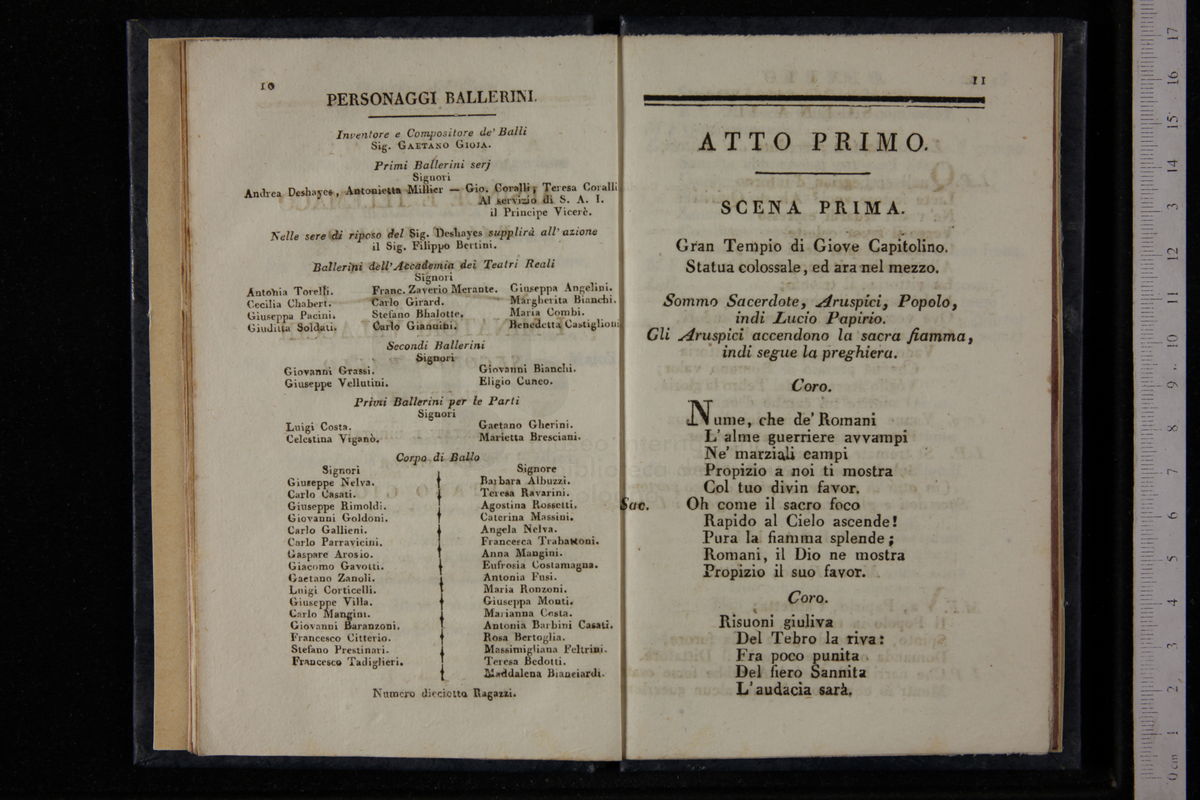 10
PERSONAGGI BALLERINI.
Inventore e Compositore de' Balli
Sig. GAETANO GIOJA.
Primi Ballerini serj
Signori
Andrea Deshayes, Antonietta Millier — Gio. Coralli, Teresa Coralli
Al servizio di S. A. I.
il Principe Vicerè.
Nelle sere di riposo del Sig. Deshayes supplirà all' azione
il Sig. Filippo Bertini.
Ballerini dell' Accademia dei Teatri Reali
Signori
Antonia Torelli. Franc. Zaverio Merante. Giuseppa Angelini.
Cecilia Chabert. Carlo Girard. Margherita Bianchi.
Giuseppa Pacini. Stefano Bhalotte. Maria Combi.
Giuditta Soldati. Carlo Giannini. Benedetta Castiglioni
Secondi Ballerini
Signori
Giovanni Grassi. Giovanni Bianchi.
Giuseppe Vellutini. Eligio Cuneo.
Primi Ballerini per le Parti
Signori
Luigi Costa. Gaetano Gherini.
Celestina Viganò. Marietta Bresciani.
Corpo di Ballo
Signori Signore
Giuseppe Nelva. Barbara Albuzzi.
Carlo Casati. Teresa Ravarini.
Giuseppe Rimoldi. Agostina Rossetti.
Giovanni Goldoni. Caterina Massini.
Carlo Gallieni. Angela Nelva.
Carlo Parravicini. Francesca Trabattoni.
Gaspare Arosio. Anna Mangini.
Giacomo Gavotti. Eufrosia Costamagna.
Gaetano Zanoli. Antonia Fusi.
Luigi Corticelli. Maria Ronzoni.
Giuseppe Villa. Giuseppa Monti.
Carlo Mangini. Marianna Costa.
Giovanni Baranzoni. Antonia Barbini Casati.
Francesco Citterio. Rosa Bertoglia.
Stefano Prestinari. Massimigliana Feltrini.
Francesco Tadiglieri. Teresa Bedotti.
Maddalena Bianciardi.
Numero dieciotto Ragazzi.
11
ATTO PRIMO.
SCENA PRIMA.
Gran Tempio di Giove Capitolino.
Statua colossale, ed ara nel mezzo.
Sommo Sacerdote, Aruspici, Popolo,
indi Lucio Papirio.
Gli Aruspici accendono la sacra fiamma,
indi segue la preghiera.
Coro.
Nume, che de' Romani
L' alme guerriere avvampi
Ne' marziali campi
Propizio a noi ti mostra
Col tuo divin favor.
Sac. Oh come il sacro foco
Rapido al Cielo ascende!
Pura la fiamma splende;
Romani, il Dio ne mostra
Propizio il suo favor.
Coro.
Risuoni giuliva
Del Tebro la riva:
Fra poco punita
Del fiero Sannita
L' audacia sarà.